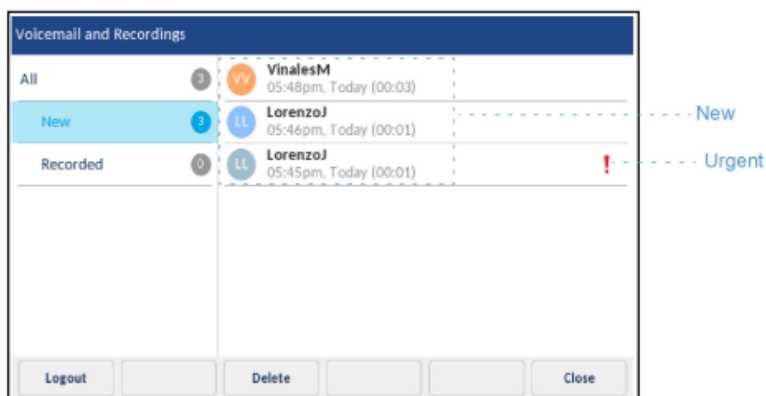 Voicemail and Recordings
All 3
New 3
Recorded 0
VV VinalesM
05:48pm, Today (00:03)
LL LorenzoJ
05:46pm, Today (00:01)
LL LorenzoJ
05:45pm, Today (00:01) !
New
Urgent
Logout Delete Close